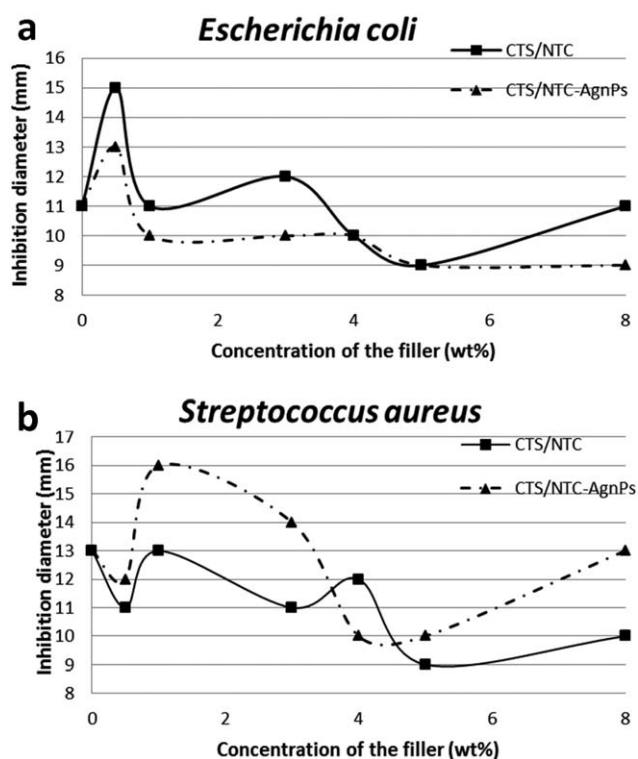 a
Escherichia coli
CTS/NTC
CTS/NTC-AgnPs
Inhibition diameter (mm)
16
15
14
13
12
11
10
9
8
0 2 4 6 8
Concentration of the filler (wt%)
b
Streptococcus aureus
CTS/NTC
CTS/NTC-AgnPs
Inhibition diameter (mm)
17
16
15
14
13
12
11
10
9
8
0 2 4 6 8
Concentration of the filler (wt%)